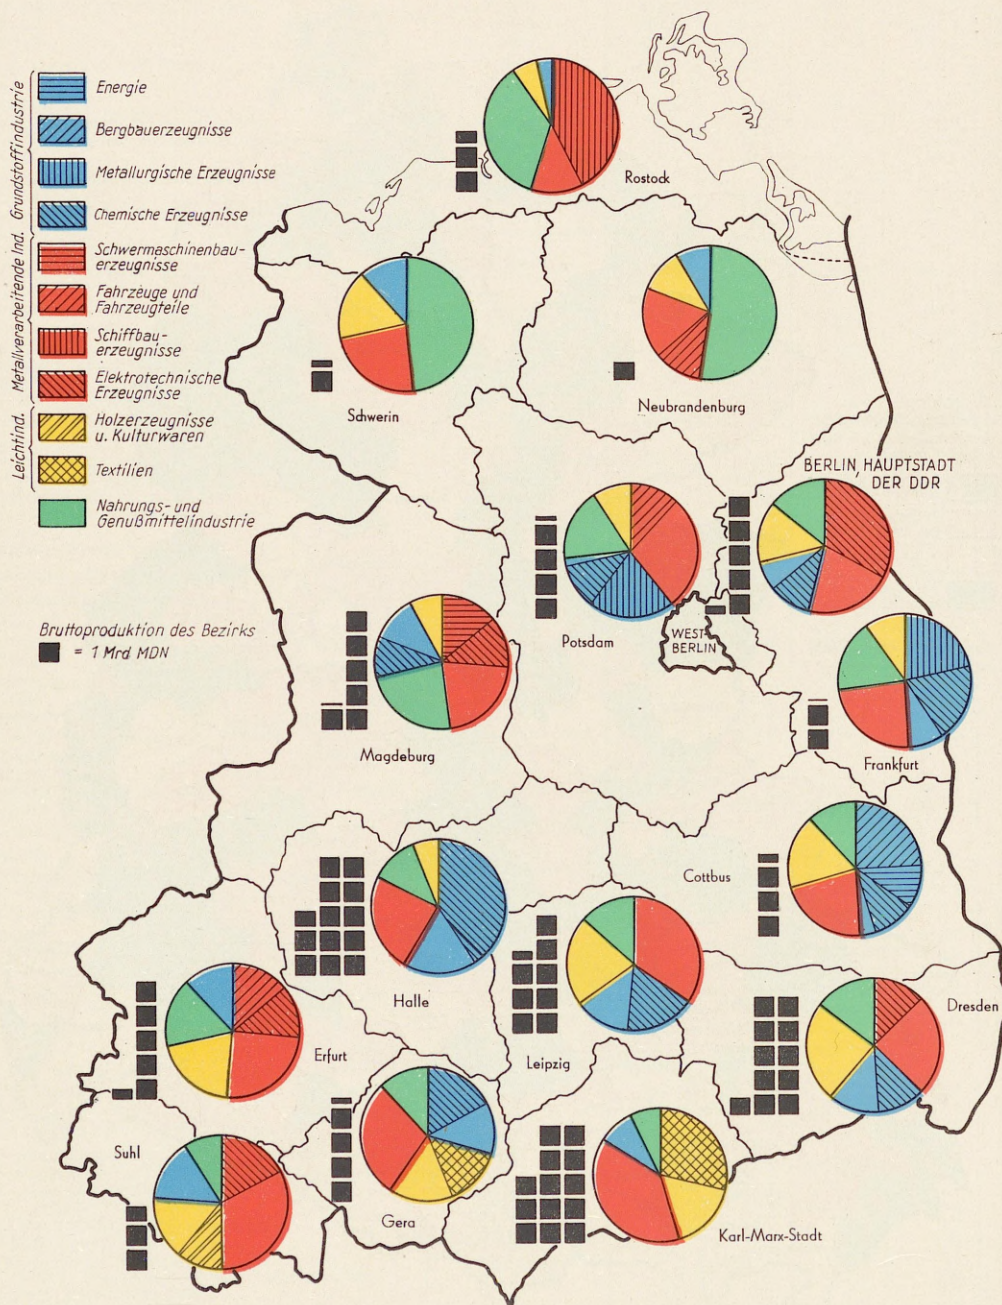 Grundstoffindustrie
Energie
Bergbauerzeugnisse
Metallurgische Erzeugnisse
Chemische Erzeugnisse
Metallverarbeitende Ind.
Schwermaschinenbau-
erzeugnisse
Fahrzeuge und
Fahrzeugteile
Schiffbau-
erzeugnisse
Elektrotechnische
Erzeugnisse
Leichtind.
Holzerzeugnisse
u. Kulturwaren
Textilien
Nahrungs- und
Genußmittelindustrie
Bruttoproduktion des Bezirks
= 1 Mrd MDN
Rostock
Schwerin
Neubrandenburg
BERLIN, HAUPTSTADT
DER DDR
Potsdam
WEST-
BERLIN
Magdeburg
Frankfurt
Cottbus
Halle
Leipzig
Dresden
Erfurt
Suhl
Gera
Karl-Marx-Stadt